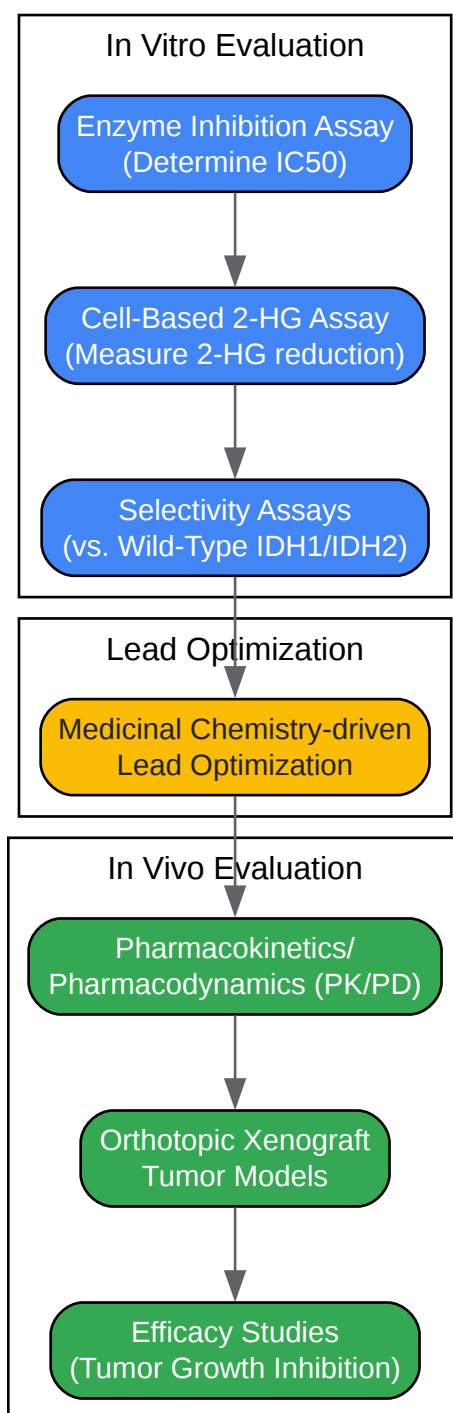 In Vitro Evaluation
Enzyme Inhibition Assay
(Determine IC50)
Cell-Based 2-HG Assay
(Measure 2-HG reduction)
Selectivity Assays
(vs. Wild-Type IDH1/IDH2)
Lead Optimization
Medicinal Chemistry-driven
Lead Optimization
In Vivo Evaluation
Pharmacokinetics/
Pharmacodynamics (PK/PD)
Orthotopic Xenograft
Tumor Models
Efficacy Studies
(Tumor Growth Inhibition)